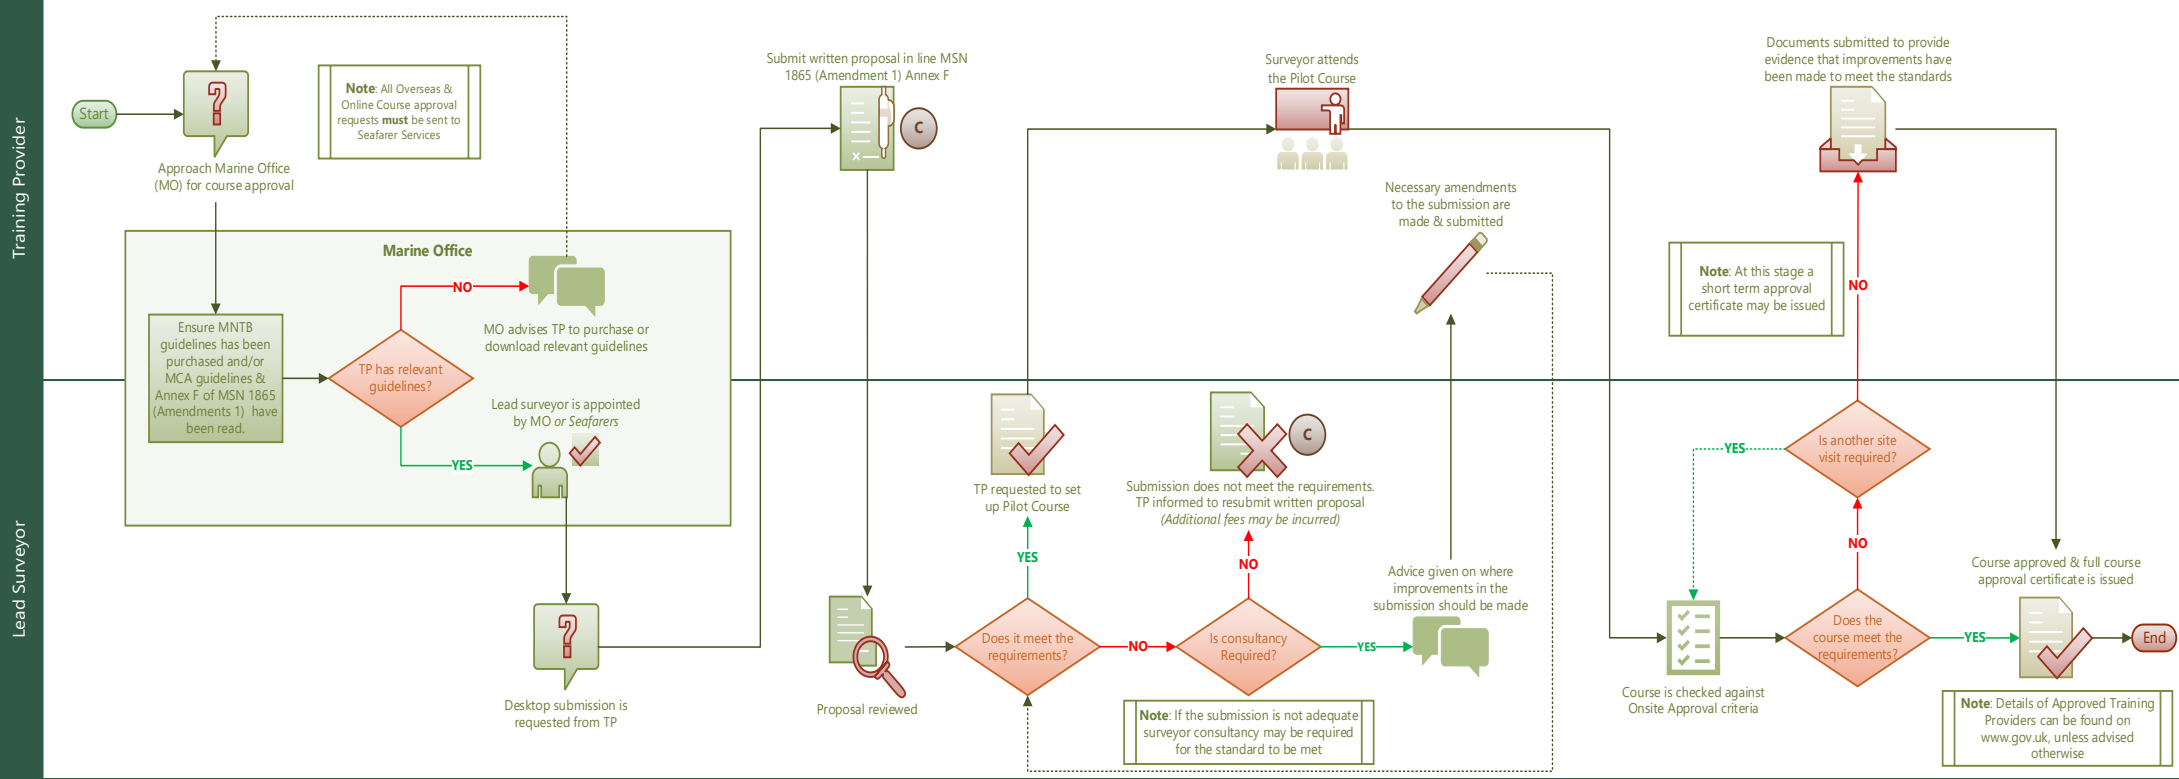 Training Provider
Lead Surveyor
Start
Approach Marine Office
(MO) for course approval
Note: All Overseas &
Online Course approval
requests must be sent to
Seafarer Services
Marine Office
Ensure MNTB
guidelines has been
purchased and/or
MCA guidelines &
Annex F of MSN 1865
(Amendments 1) have
been read.
TP has relevant
guidelines?
NO
MO advises TP to purchase or
download relevant guidelines
YES
Lead surveyor is appointed
by MO or Seafarers
Desktop submission is
requested from TP
Submit written proposal in line MSN
1865 (Amendment 1) Annex F
C
Proposal reviewed
Does it meet the
requirements?
YES
TP requested to set
up Pilot Course
NO
Is consultancy
Required?
NO
Submission does not meet the requirements.
TP informed to resubmit written proposal
(Additional fees may be incurred)
C
Note: If the submission is not adequate
surveyor consultancy may be required
for the standard to be met
YES
Advice given on where
improvements in the
submission should be made
Necessary amendments
to the submission are
made & submitted
Surveyor attends
the Pilot Course
Course is checked against
Onsite Approval criteria
Does the
course meet the
requirements?
NO
Is another site
visit required?
YES
NO
Note: At this stage a
short term approval
certificate may be issued
Documents submitted to provide
evidence that improvements have
been made to meet the standards
YES
Course approved & full course
approval certificate is issued
End
Note: Details of Approved Training
Providers can be found on
www.gov.uk, unless advised
otherwise